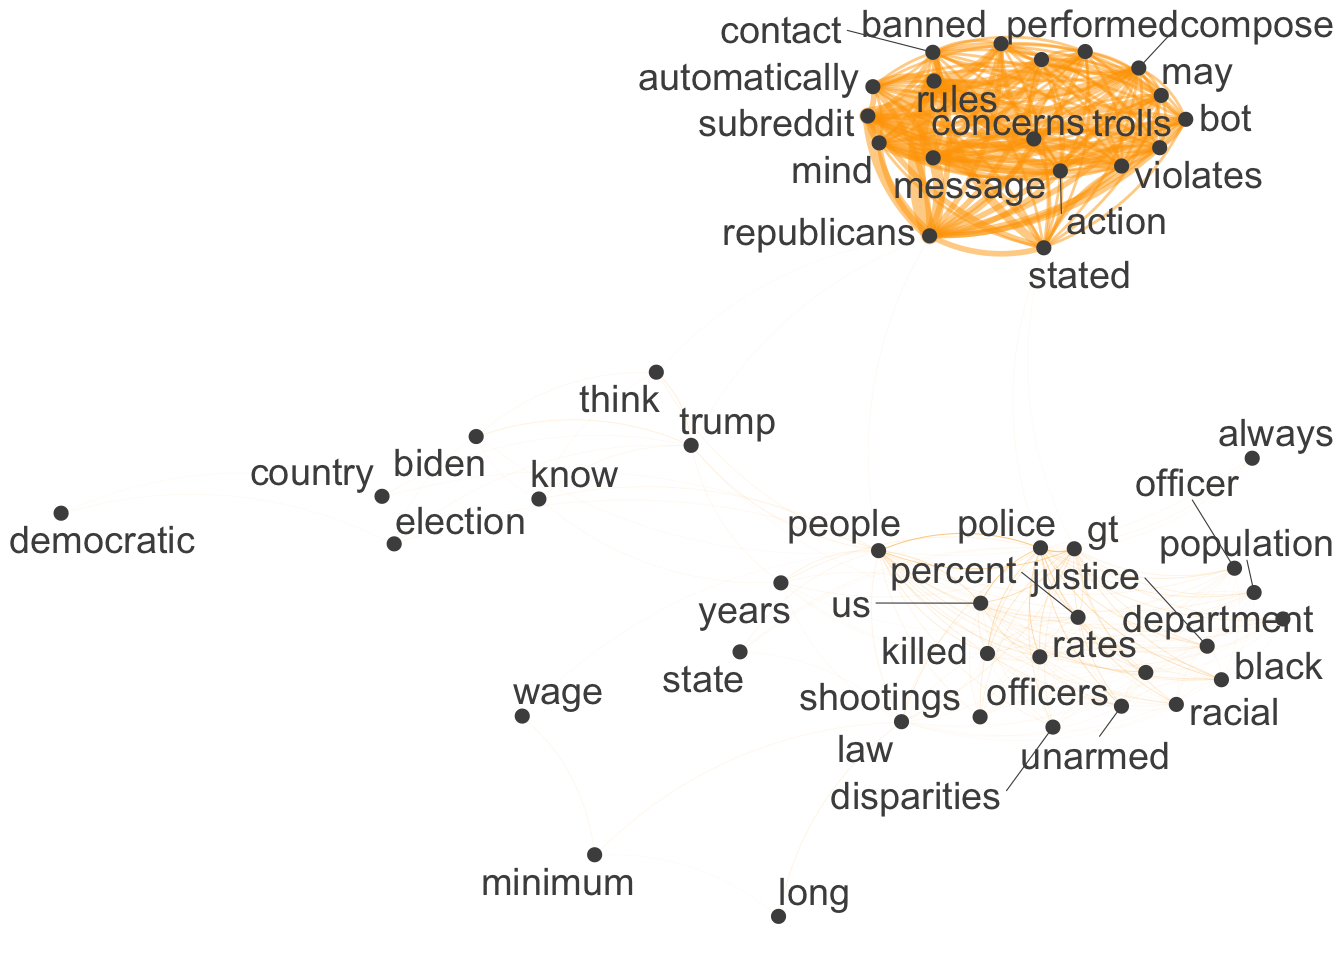 contact
banned
performed
compose
automatically
rules
may
subreddit
concerns
trolls
bot
mind
message
violates
republicans
action
stated
think
trump
always
country
biden
know
officer
democratic
election
people
police
gt
population
percent
justice
years
us
department
killed
rates
state
black
wage
shootings
officers
racial
law
unarmed
disparities
minimum
long